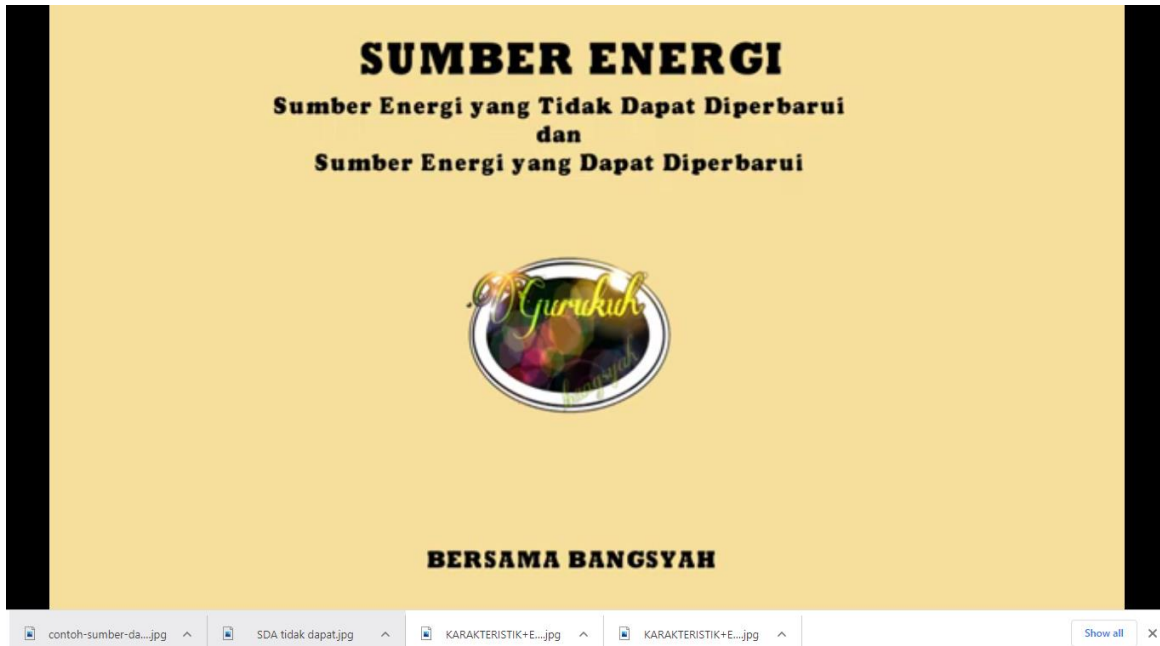 SUMBER ENERGI
Sumber Energi yang Tidak Dapat Diperbarui
dan
Sumber Energi yang Dapat Diperbarui
Gurukuh
bangsyah
BERSAMA BANGSYAH
contoh-sumber-da....jpg
SDA tidak dapat.jpg
KARAKTERISTIK+E....jpg
KARAKTERISTIK+E....jpg
Show all